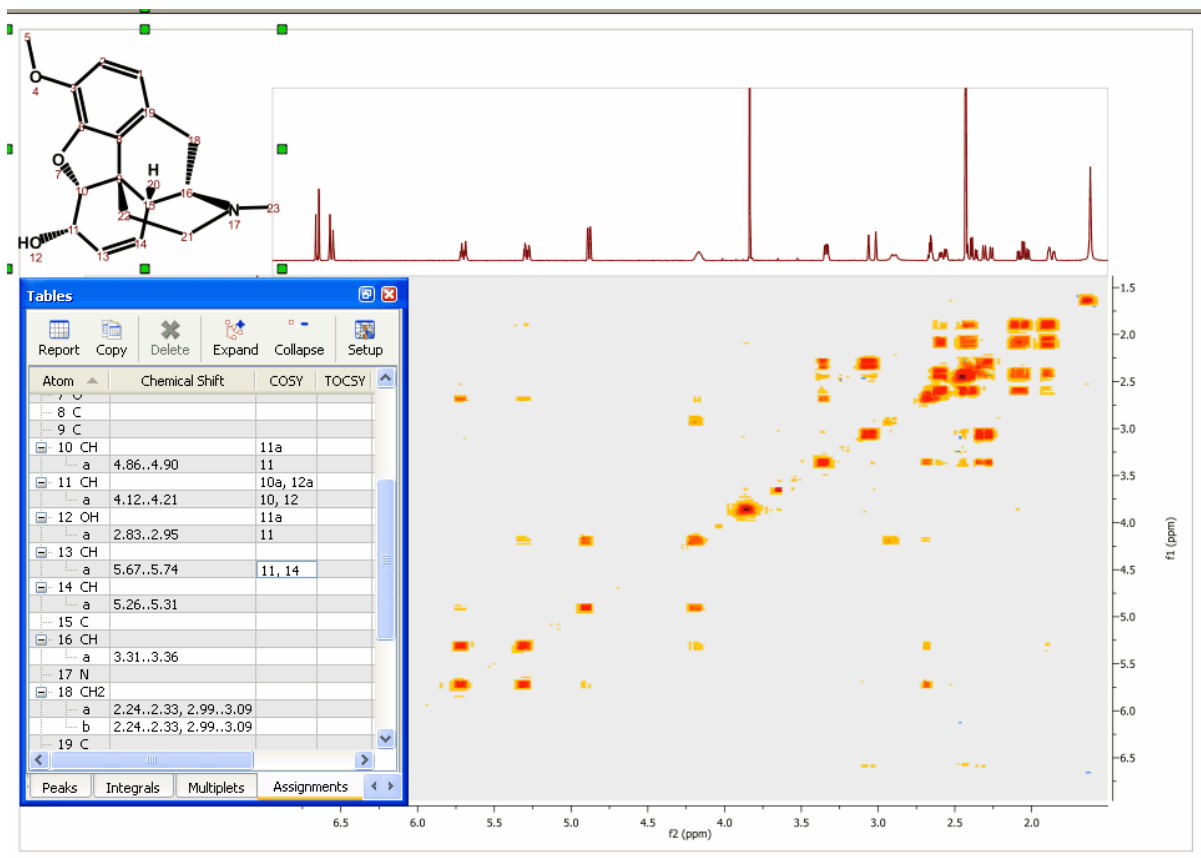 5
2
1
O
4
3
19
18
8
6
O
7
H
20
9
10
16
15
N
17
23
22
11
21
HO
12
13
14
Tables
Report Copy Delete Expand Collapse Setup
Atom Chemical Shift COSY TOCSY
7 O
8 C
9 C
10 CH 11a
a 4.86..4.90 11
11 CH 10a, 12a
a 4.12..4.21 10, 12
12 OH 11a
a 2.83..2.95 11
13 CH
a 5.67..5.74 11, 14
14 CH
a 5.26..5.31
15 C
16 CH
a 3.31..3.36
17 N
18 CH2
a 2.24..2.33, 2.99..3.09
b 2.24..2.33, 2.99..3.09
19 C
Peaks Integrals Multiplets Assignments
1.5
2.0
2.5
3.0
3.5
4.0
4.5
5.0
5.5
6.0
6.5
f1 (ppm)
6.5 6.0 5.5 5.0 4.5 4.0 3.5 3.0 2.5 2.0
f2 (ppm)